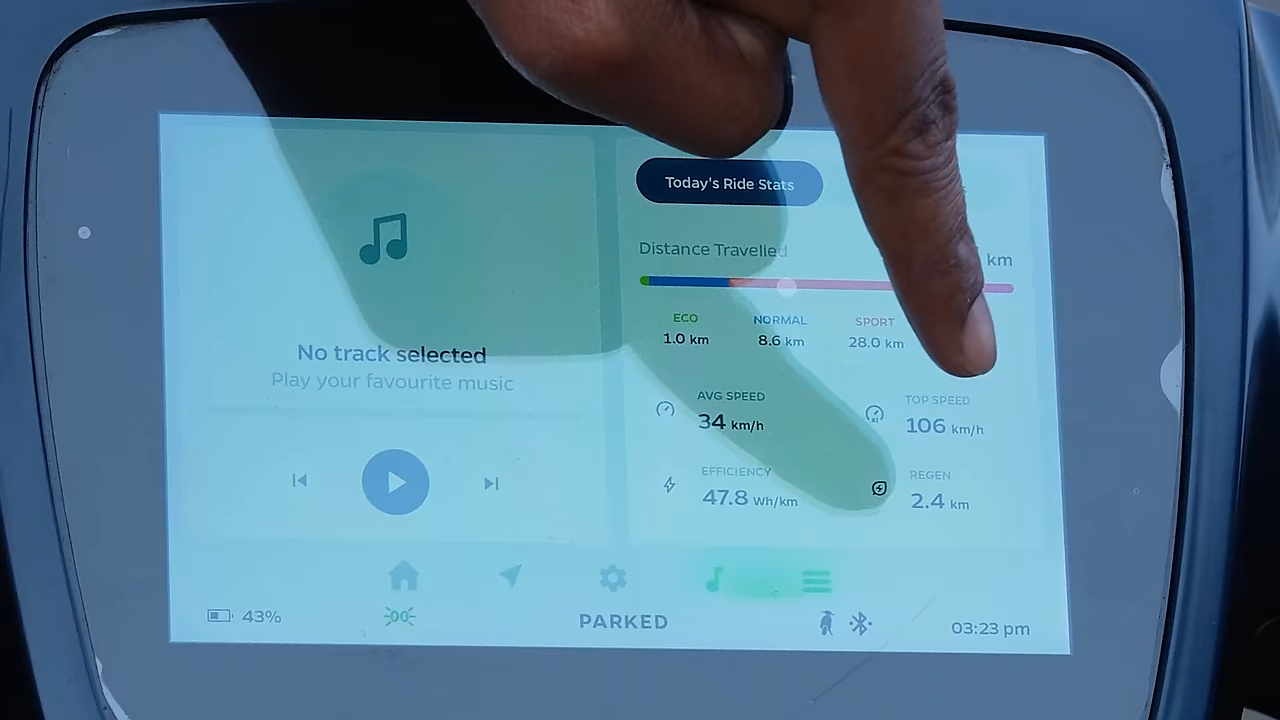 Today's Ride Stats
Distance Travelled
km
ECO
NORMAL
SPORT
1.0 km
8.6 km
28.0 km
No track selected
Play your favourite music
AVG SPEED
34 km/h
TOP SPEED
106 km/h
EFFICIENCY
47.8 Wh/km
REGEN
2.4 km
43%
PARKED
03:23 pm